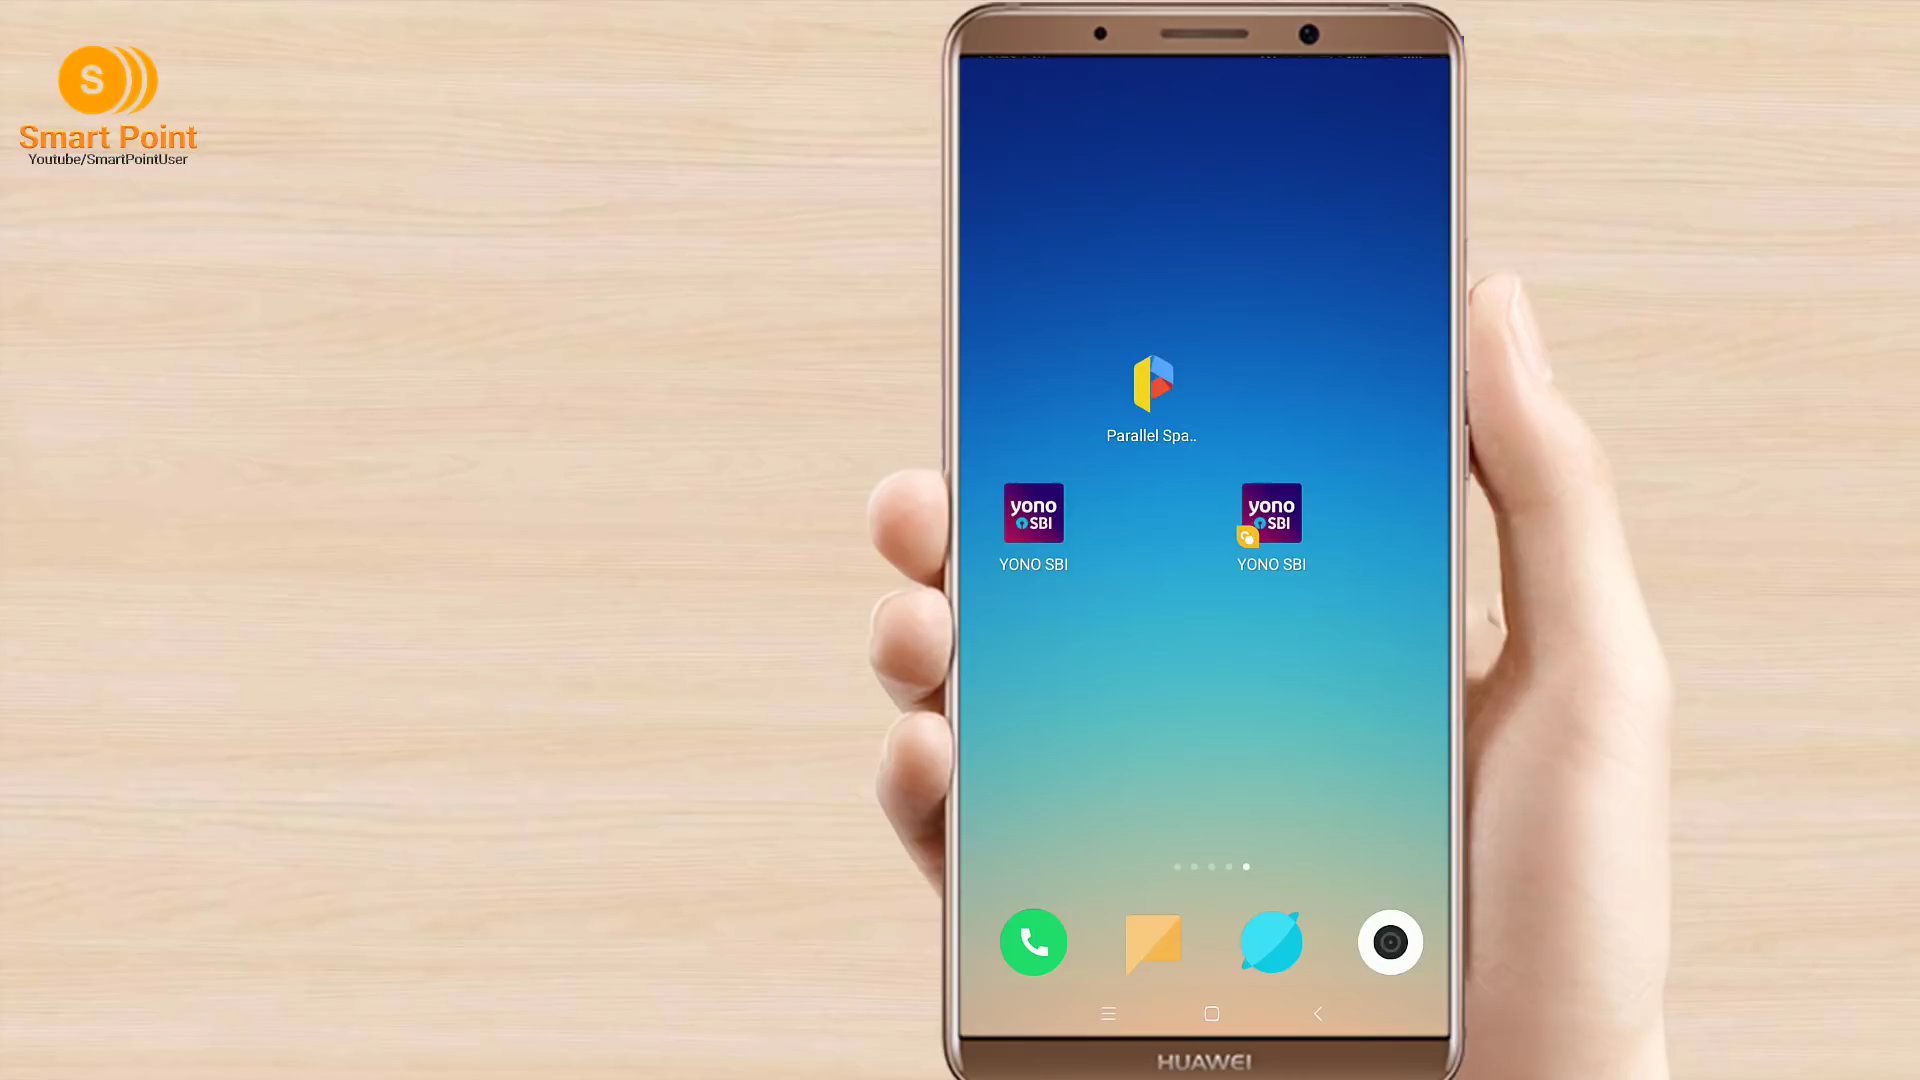 S
Smart Point
Youtube/SmartPointUser
Parallel Spa..
yono
SBI
YONO SBI
yono
SBI
YONO SBI
HUAWEI